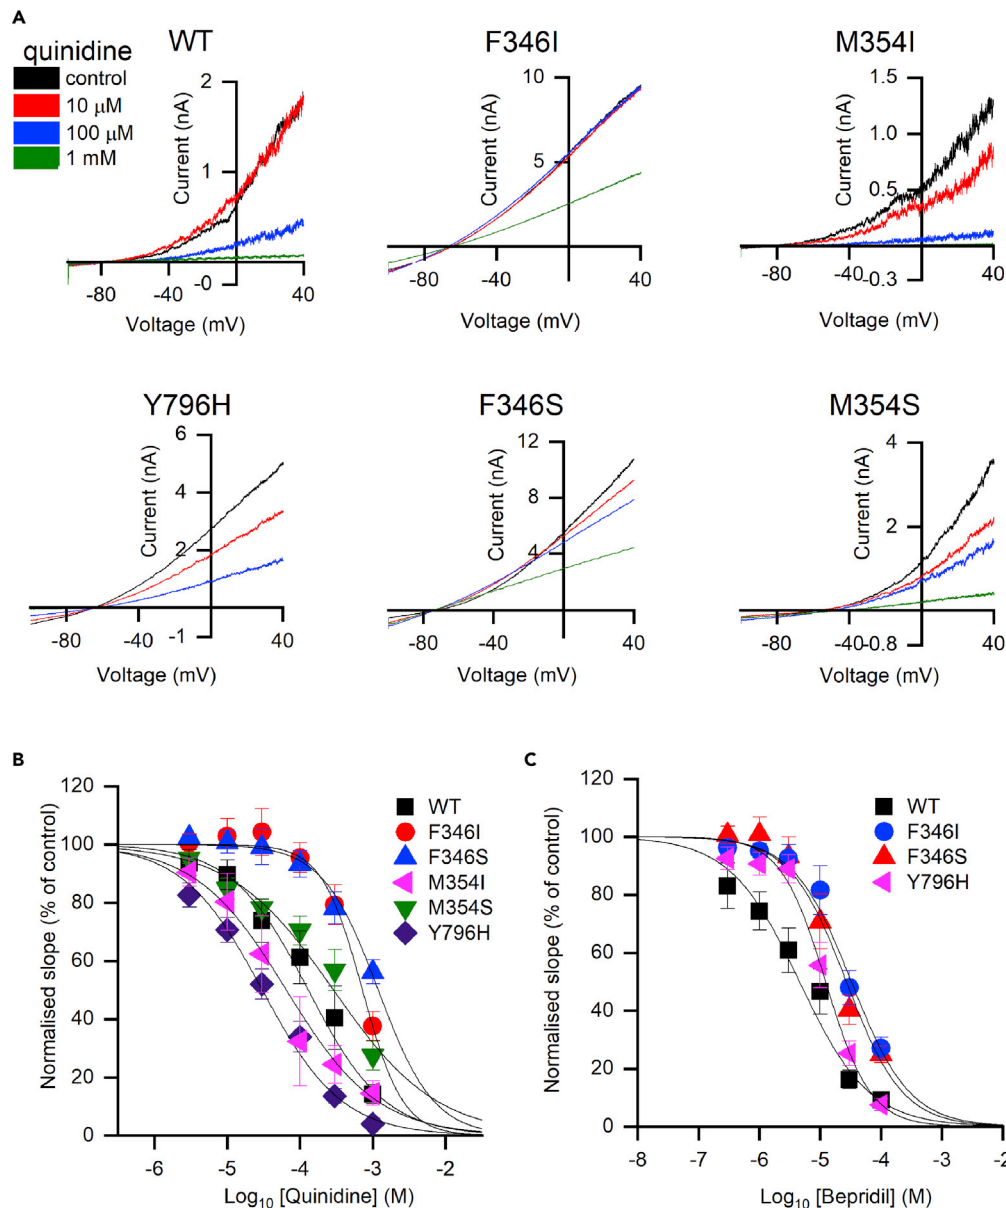 A
quinidine
control
10 μM
100 μM
1 mM
WT
Current (nA)
2
1
-0
-80
-40
40
Voltage (mV)
F346I
Current (nA)
10
5
-80
-40
0
40
Voltage (mV)
M354I
Current (nA)
1.5
1.0
0.5
-0.3
-80
-40
40
Voltage (mV)
Y796H
Current (nA)
6
4
2
-1
-80
-40
40
Voltage (mV)
F346S
Current (nA)
12
8
4
-80
-40
0
40
Voltage (mV)
M354S
Current (nA)
4
2
-0.8
-80
-40
40
Voltage (mV)
B
Normalised slope (% of control)
120
100
80
60
40
20
0
-6
-5
-4
-3
-2
Log10 [Quinidine] (M)
WT
F346I
F346S
M354I
M354S
Y796H
C
Normalised slope (% of control)
120
100
80
60
40
20
0
-8
-7
-6
-5
-4
-3
-2
Log10 [Bepridil] (M)
WT
F346I
F346S
Y796H